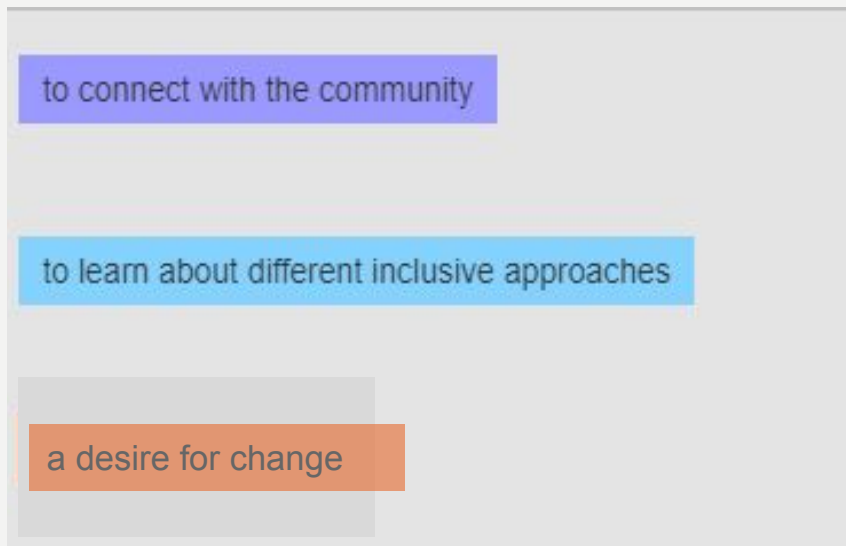 to connect with the community
to learn about different inclusive approaches
a desire for change